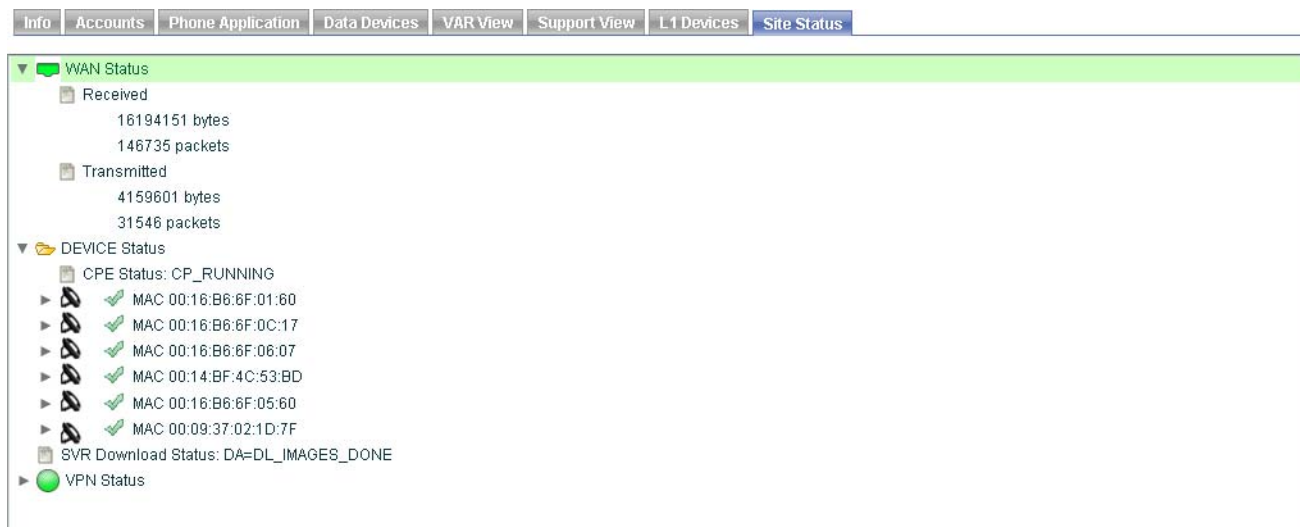 Info Accounts Phone Application Data Devices VAR View Support View L1 Devices Site Status
WAN Status
Received
16194151 bytes
146735 packets
Transmitted
4159601 bytes
31546 packets
DEVICE Status
CPE Status: CP_RUNNING
MAC 00:16:B6:6F:01:60
MAC 00:16:B6:6F:0C:17
MAC 00:16:B6:6F:06:07
MAC 00:14:BF:4C:53:BD
MAC 00:16:B6:6F:05:60
MAC 00:09:37:02:1D:7F
SVR Download Status: DA=DL_IMAGES_DONE
VPN Status